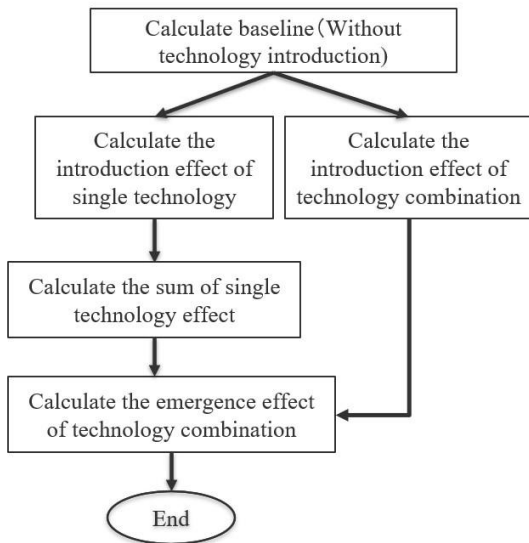 Calculate baseline（Without
technology introduction)
Calculate the
introduction effect of
single technology
Calculate the
introduction effect of
technology combination
Calculate the sum of single
technology effect
Calculate the emergence effect
of technology combination
End